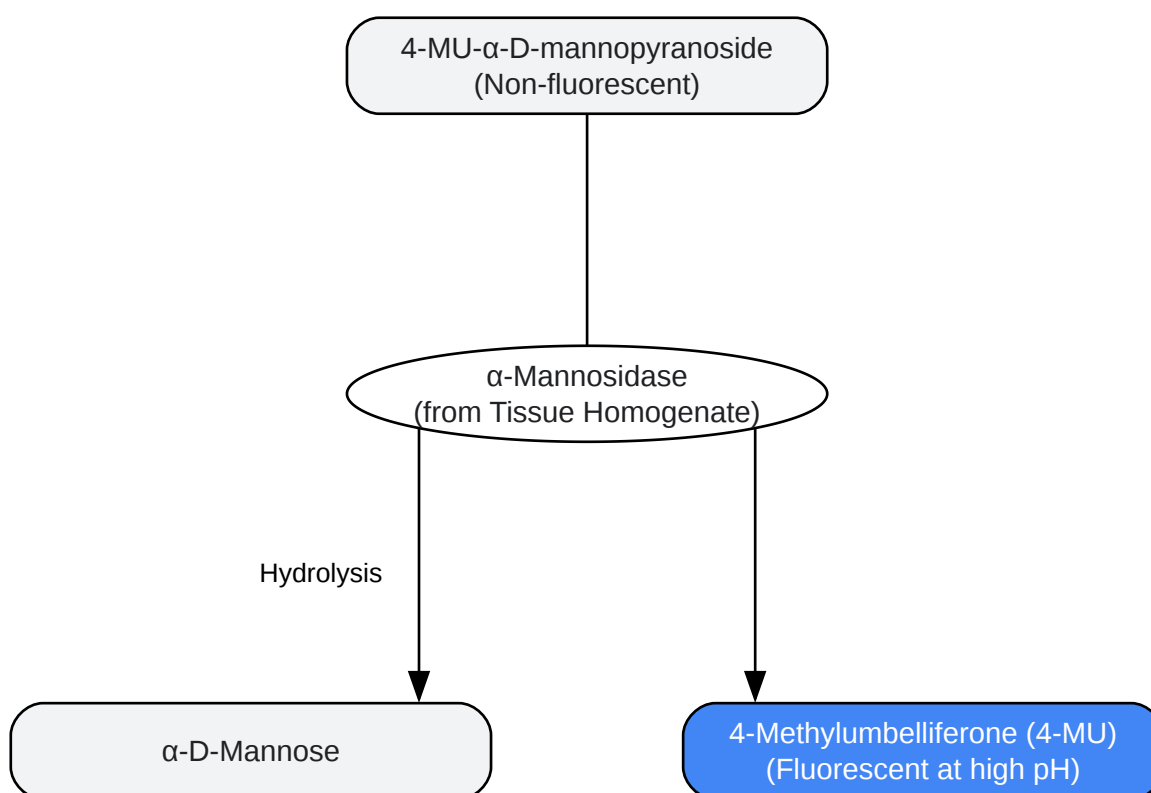 4-MU-α-D-mannopyranoside
(Non-fluorescent)
α-Mannosidase
(from Tissue Homogenate)
Hydrolysis
α-D-Mannose
4-Methylumbelliferone (4-MU)
(Fluorescent at high pH)